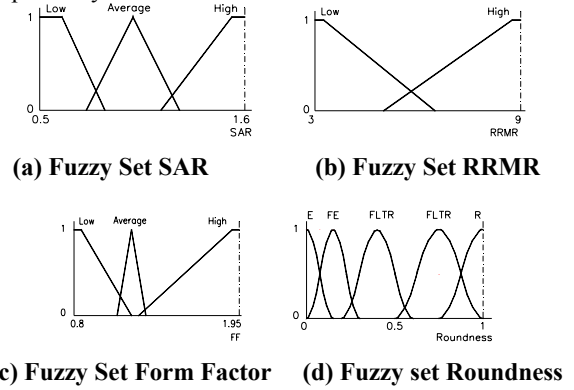 Low Average High
1
0
0.5 1.6
SAR
Low High
1
0
3 9
RRMR
(a) Fuzzy Set SAR (b) Fuzzy Set RRMR
Low Average High
1
0
0.8 1.95
FF
E FE FLTR FLTR R
1
0
0 0.5 1
Roundness
c) Fuzzy Set Form Factor (d) Fuzzy set Roundness